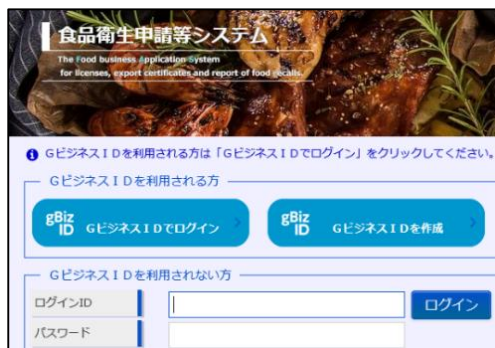 食品衛生申請等システム
The Food business Application System
for licenses, export certificates and report of food recalls.
GビジネスIDを利用される方は「GビジネスIDでログイン」をクリックしてください。
GビジネスIDを利用される方
gBiz ID GビジネスIDでログイン
gBiz ID GビジネスIDを作成
GビジネスIDを利用されない方
ログインID
ログイン
パスワード